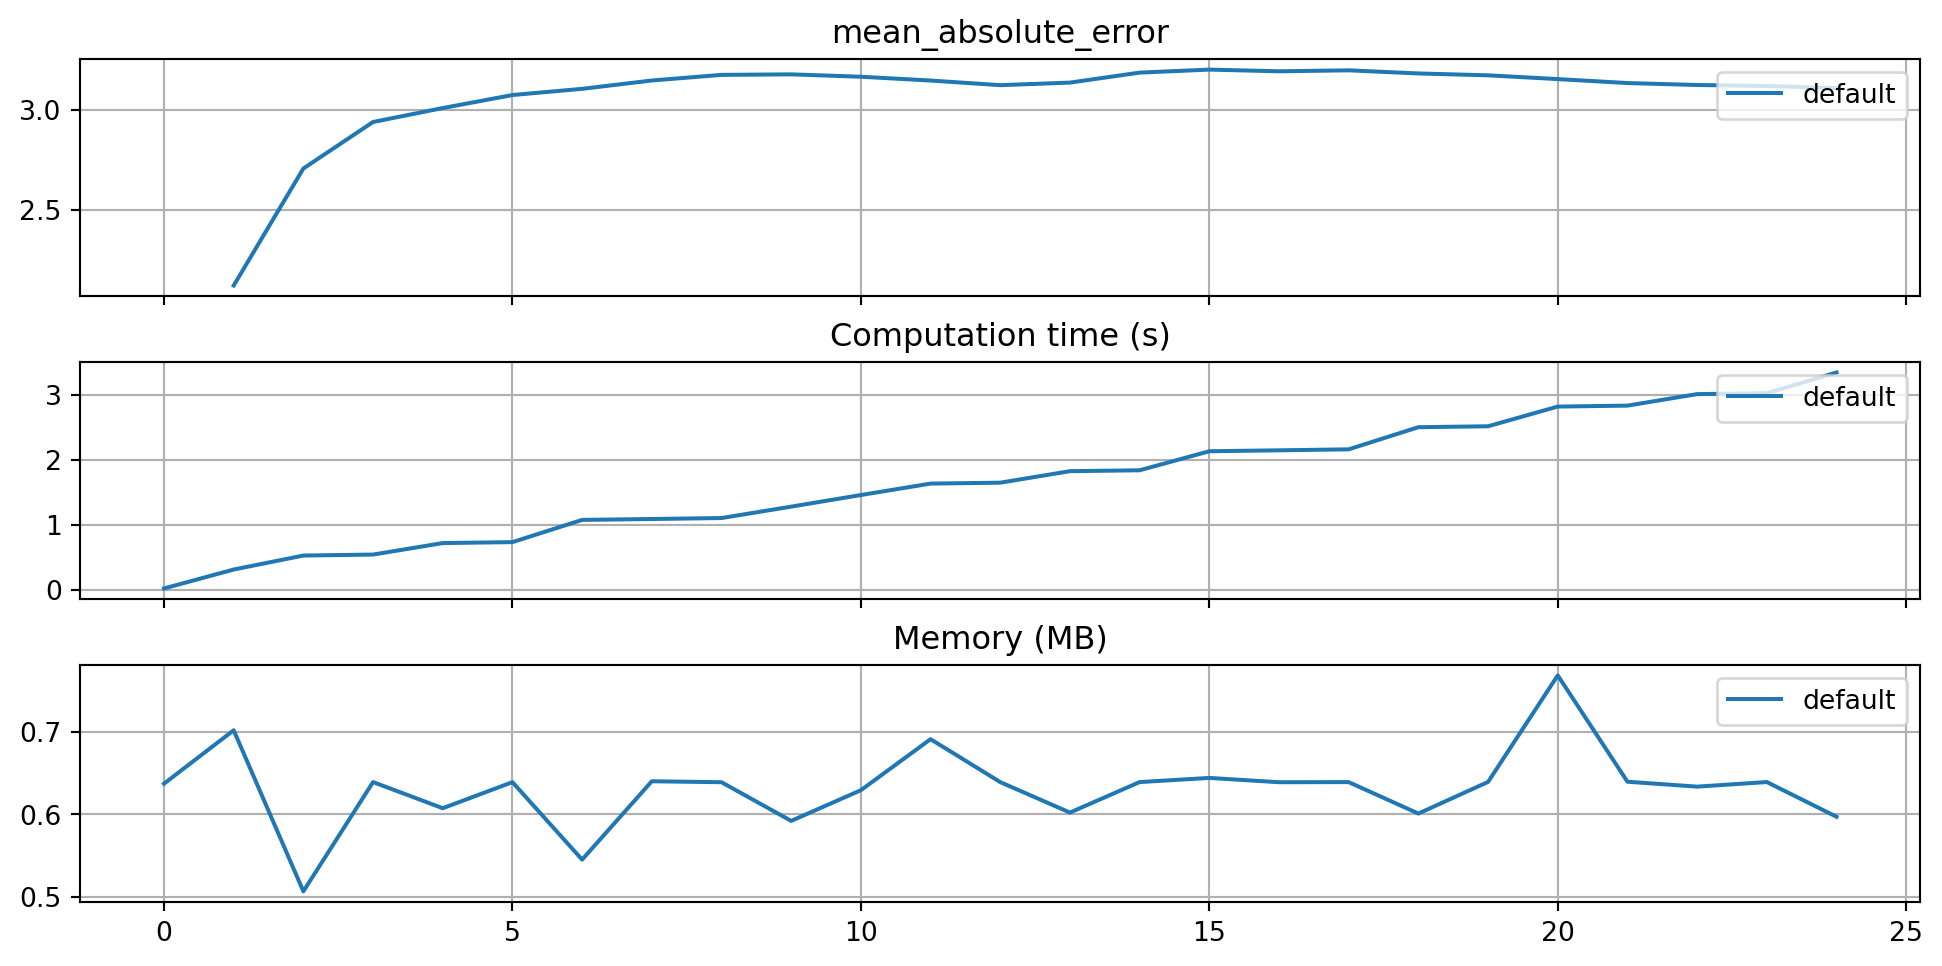 mean_absolute_error
3.0
2.5
default
Computation time (s)
3
2
1
0
default
Memory (MB)
0.7
0.6
0.5
default
0 5 10 15 20 25